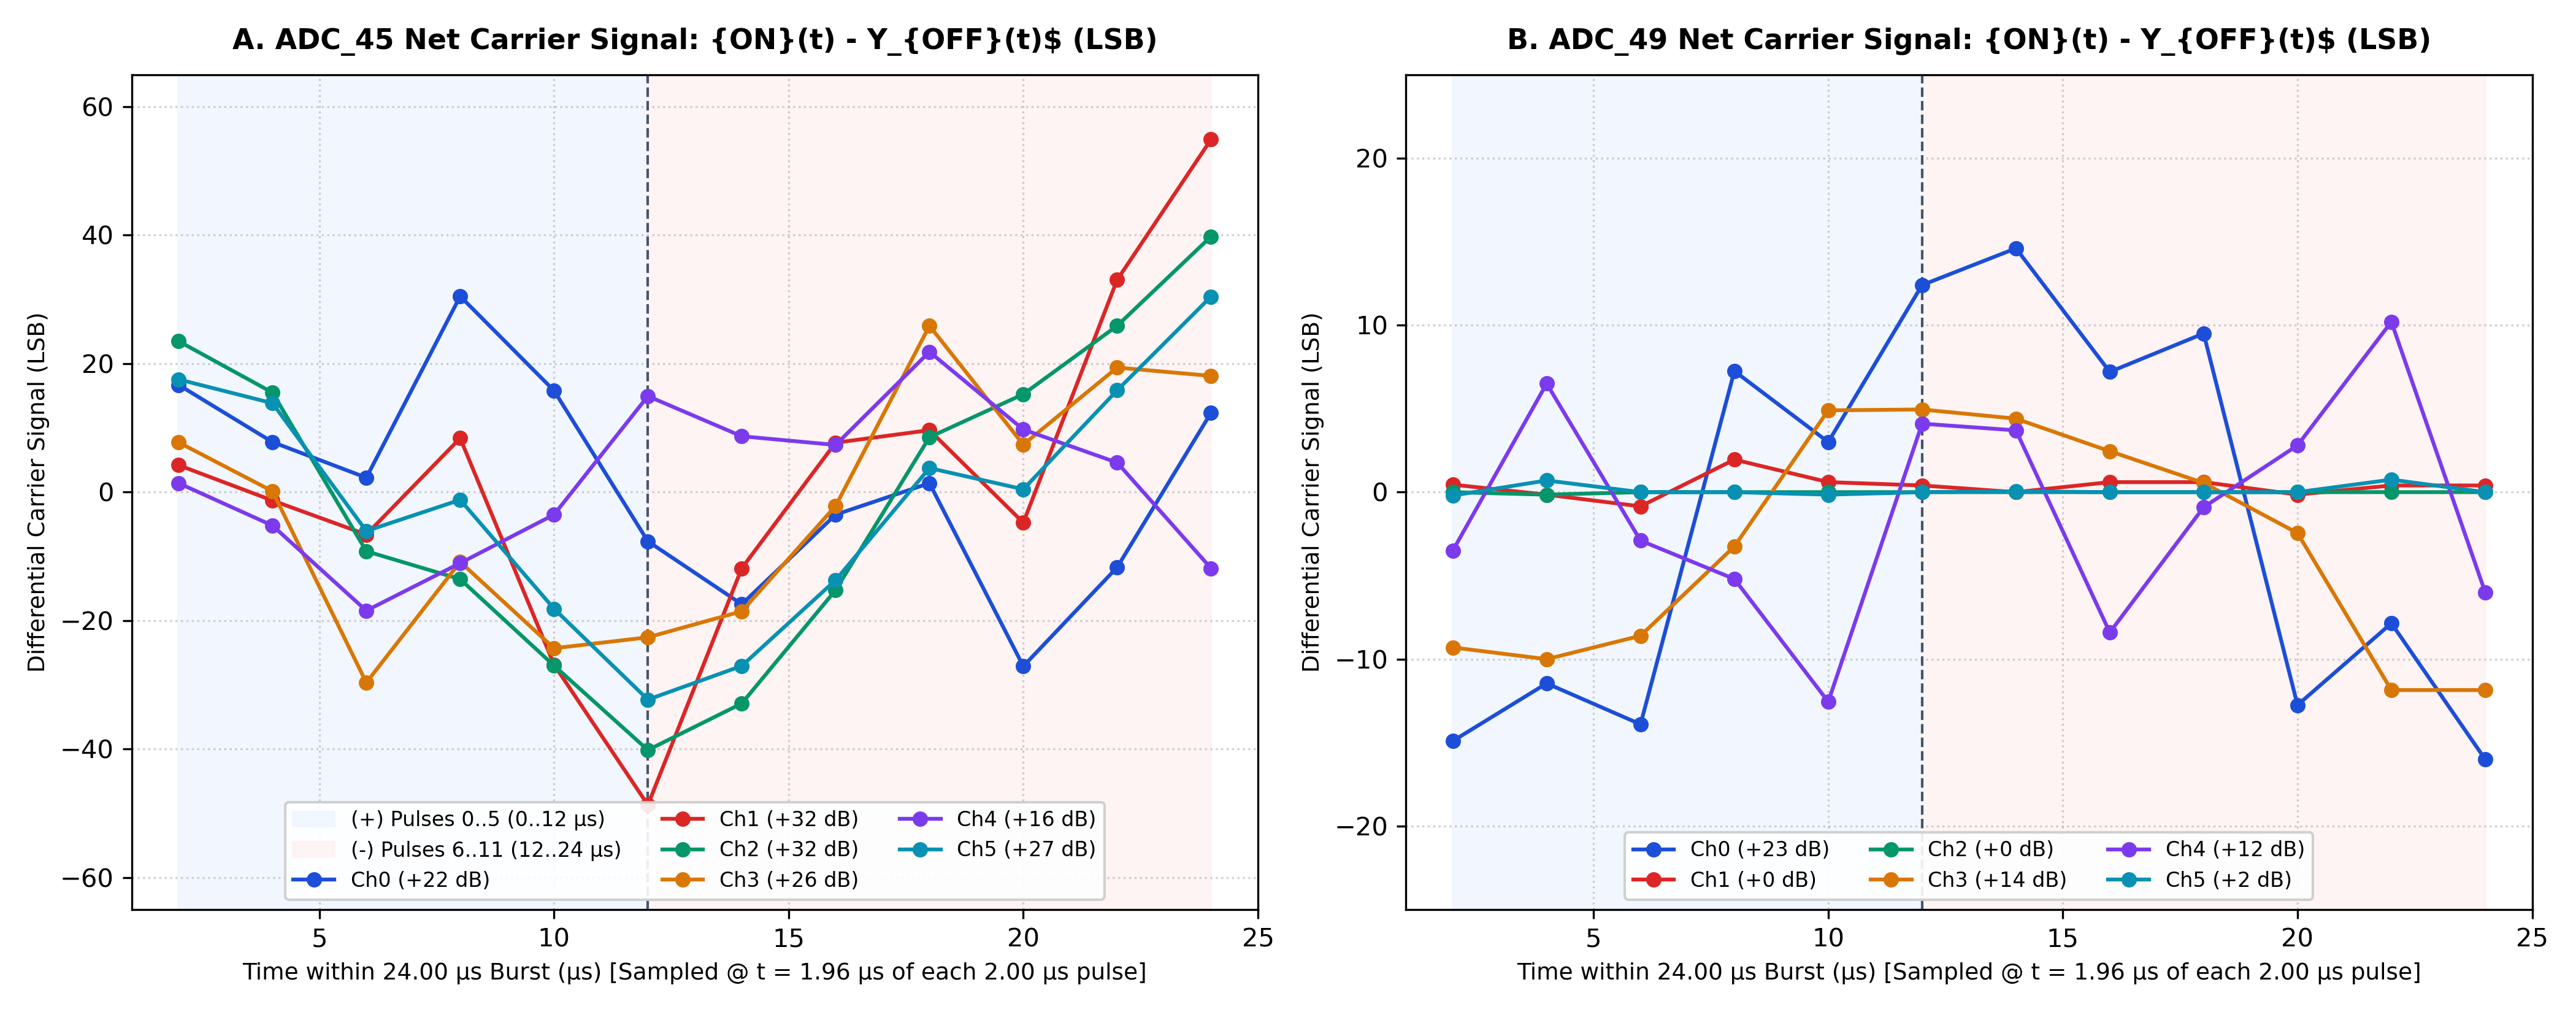 A. ADC_45 Net Carrier Signal: {ON}(t) - Y_{OFF}(t)$ (LSB)
Differential Carrier Signal (LSB)
60
40
20
0
−20
−40
−60
(+) Pulses 0..5 (0..12 µs)
(-) Pulses 6..11 (12..24 µs)
Ch0 (+22 dB)
Ch1 (+32 dB)
Ch2 (+32 dB)
Ch3 (+26 dB)
Ch4 (+16 dB)
Ch5 (+27 dB)
5 10 15 20 25
Time within 24.00 µs Burst (µs) [Sampled @ t = 1.96 µs of each 2.00 µs pulse]
B. ADC_49 Net Carrier Signal: {ON}(t) - Y_{OFF}(t)$ (LSB)
Differential Carrier Signal (LSB)
20
10
0
−10
−20
Ch0 (+23 dB)
Ch1 (+0 dB)
Ch2 (+0 dB)
Ch3 (+14 dB)
Ch4 (+12 dB)
Ch5 (+2 dB)
5 10 15 20 25
Time within 24.00 µs Burst (µs) [Sampled @ t = 1.96 µs of each 2.00 µs pulse]